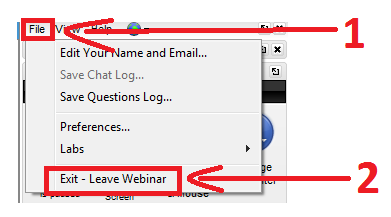 File View Help
1
Edit Your Name and Email...
Save Chat Log...
Save Questions Log...
Preferences...
Labs
Exit - Leave Webinar
2
Screen